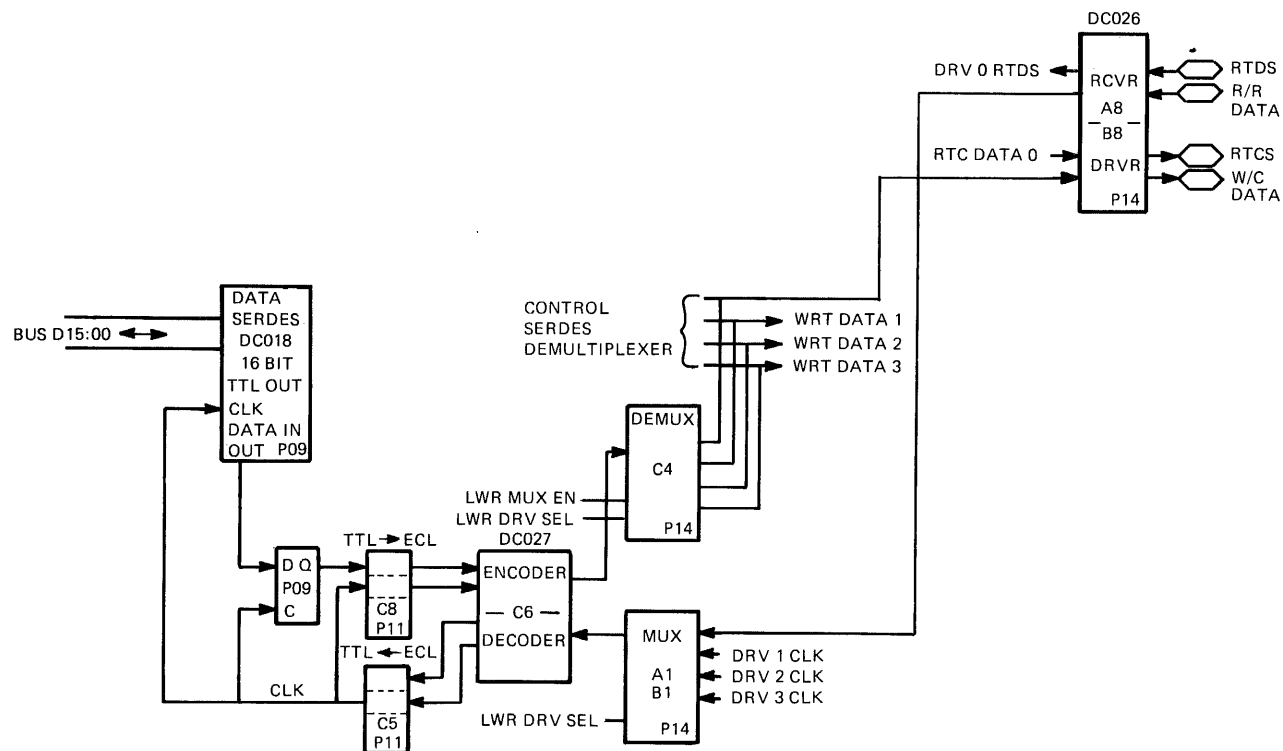 DC026
DRV 0 RTDS
RCVR
RTDS
R/R
DATA
A8
B8
RTC DATA 0
DRVR
RTCS
W/C
DATA
P14
DATA
SERDES
DC018
16 BIT
TTL OUT
CLK
DATA IN
OUT P09
BUS D15:00
CONTROL
SERDES
DEMULTIPLEXER
WRT DATA 1
WRT DATA 2
WRT DATA 3
DEMUX
C4
P14
LWR MUX EN
LWR DRV SEL
TTL → ECL
DC027
D Q
P09
C
C8
P11
ENCODER
C6
DECODER
TTL ← ECL
CLK
C5
P11
MUX
A1
B1
P14
DRV 1 CLK
DRV 2 CLK
DRV 3 CLK
LWR DRV SEL